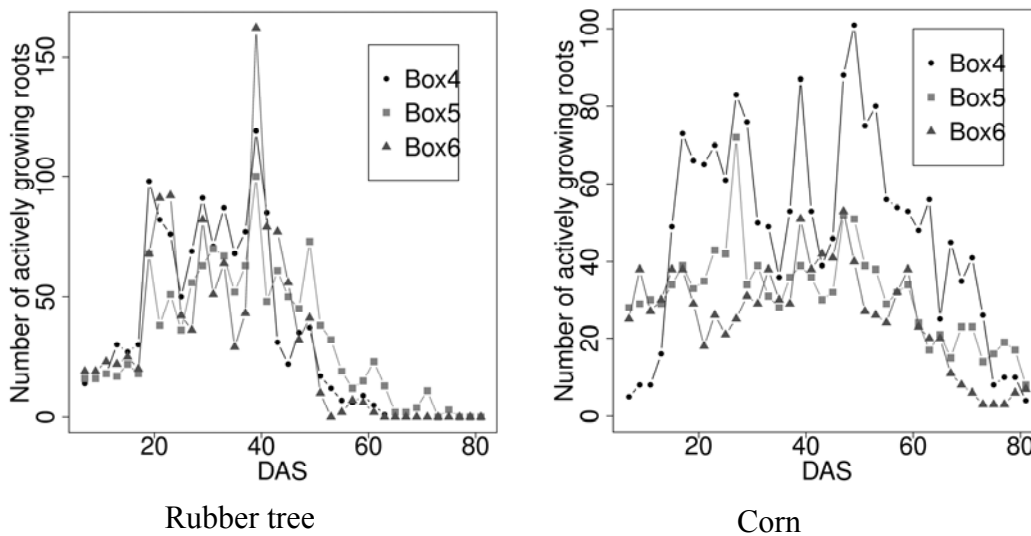 Number of actively growing roots
0 50 100 150
Box4
Box5
Box6
20 40 60 80
DAS
Rubber tree
Number of actively growing roots
0 20 40 60 80 100
Box4
Box5
Box6
20 40 60 80
DAS
Corn